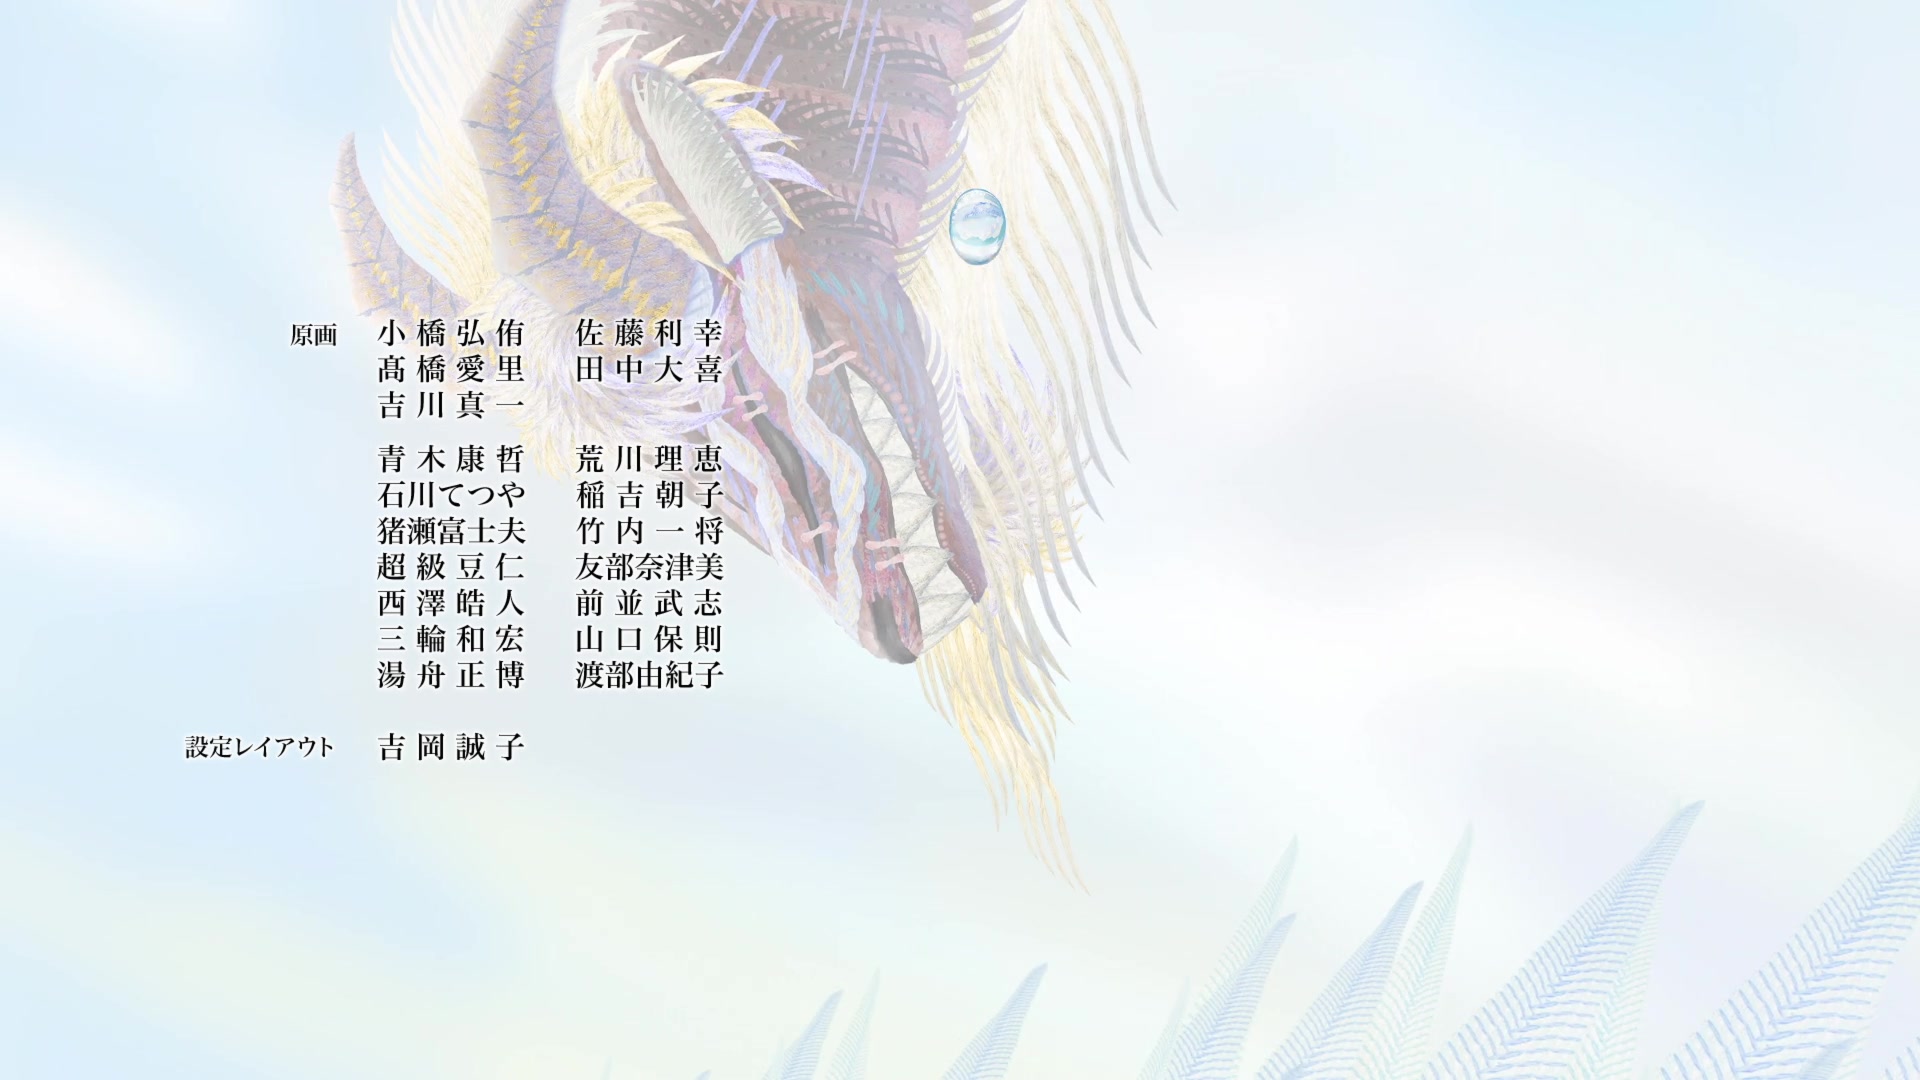 原画 小橋弘侑 佐藤利幸
髙橋愛里 田中大喜
吉川真一
青木康哲 荒川理恵
石川てつや 稲吉朝子
猪瀬富士夫 竹内一将
超級豆仁 友部奈津美
西澤皓人 前並武志
三輪和宏 山口保則
湯舟正博 渡部由紀子
設定レイアウト 吉岡誠子